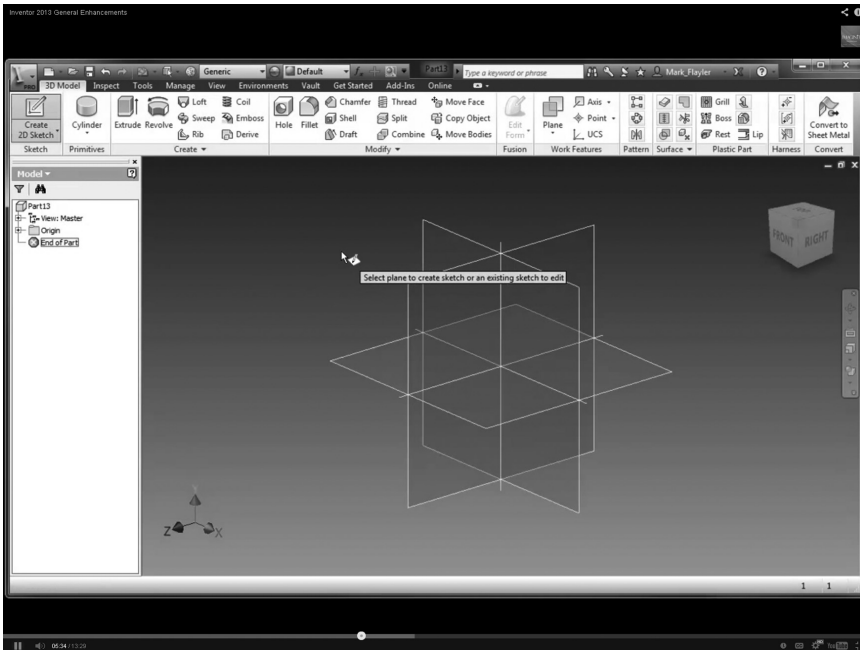 Inventor 2013 General Enhancements
PRO
Generic
Default
Part13
Type a keyword or phrase
Mark_Flayler
3D Model Inspect Tools Manage View Environments Vault Get Started Add-Ins Online
Create 2D Sketch
Cylinder
Extrude Revolve
Loft Coil
Sweep Emboss
Rib Derive
Hole Fillet
Chamfer Thread Move Face
Shell Split Copy Object
Draft Combine Move Bodies
Edit Form
Plane
Axis
Point
UCS
Grill
Boss
Rest Lip
Convert to Sheet Metal
Sketch Primitives Create Modify Fusion Work Features Pattern Surface Plastic Part Harness Convert
Model
Part13
View: Master
Origin
End of Part
Select plane to create sketch or an existing sketch to edit
FRONT RIGHT
Y
Z X
1 1
05:34 / 13:29